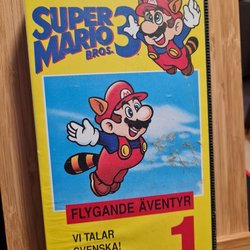 SUPER
MARIO
BROS. 3
FLYGANDE ÄVENTYR
VI TALAR
SVENSKA!
1